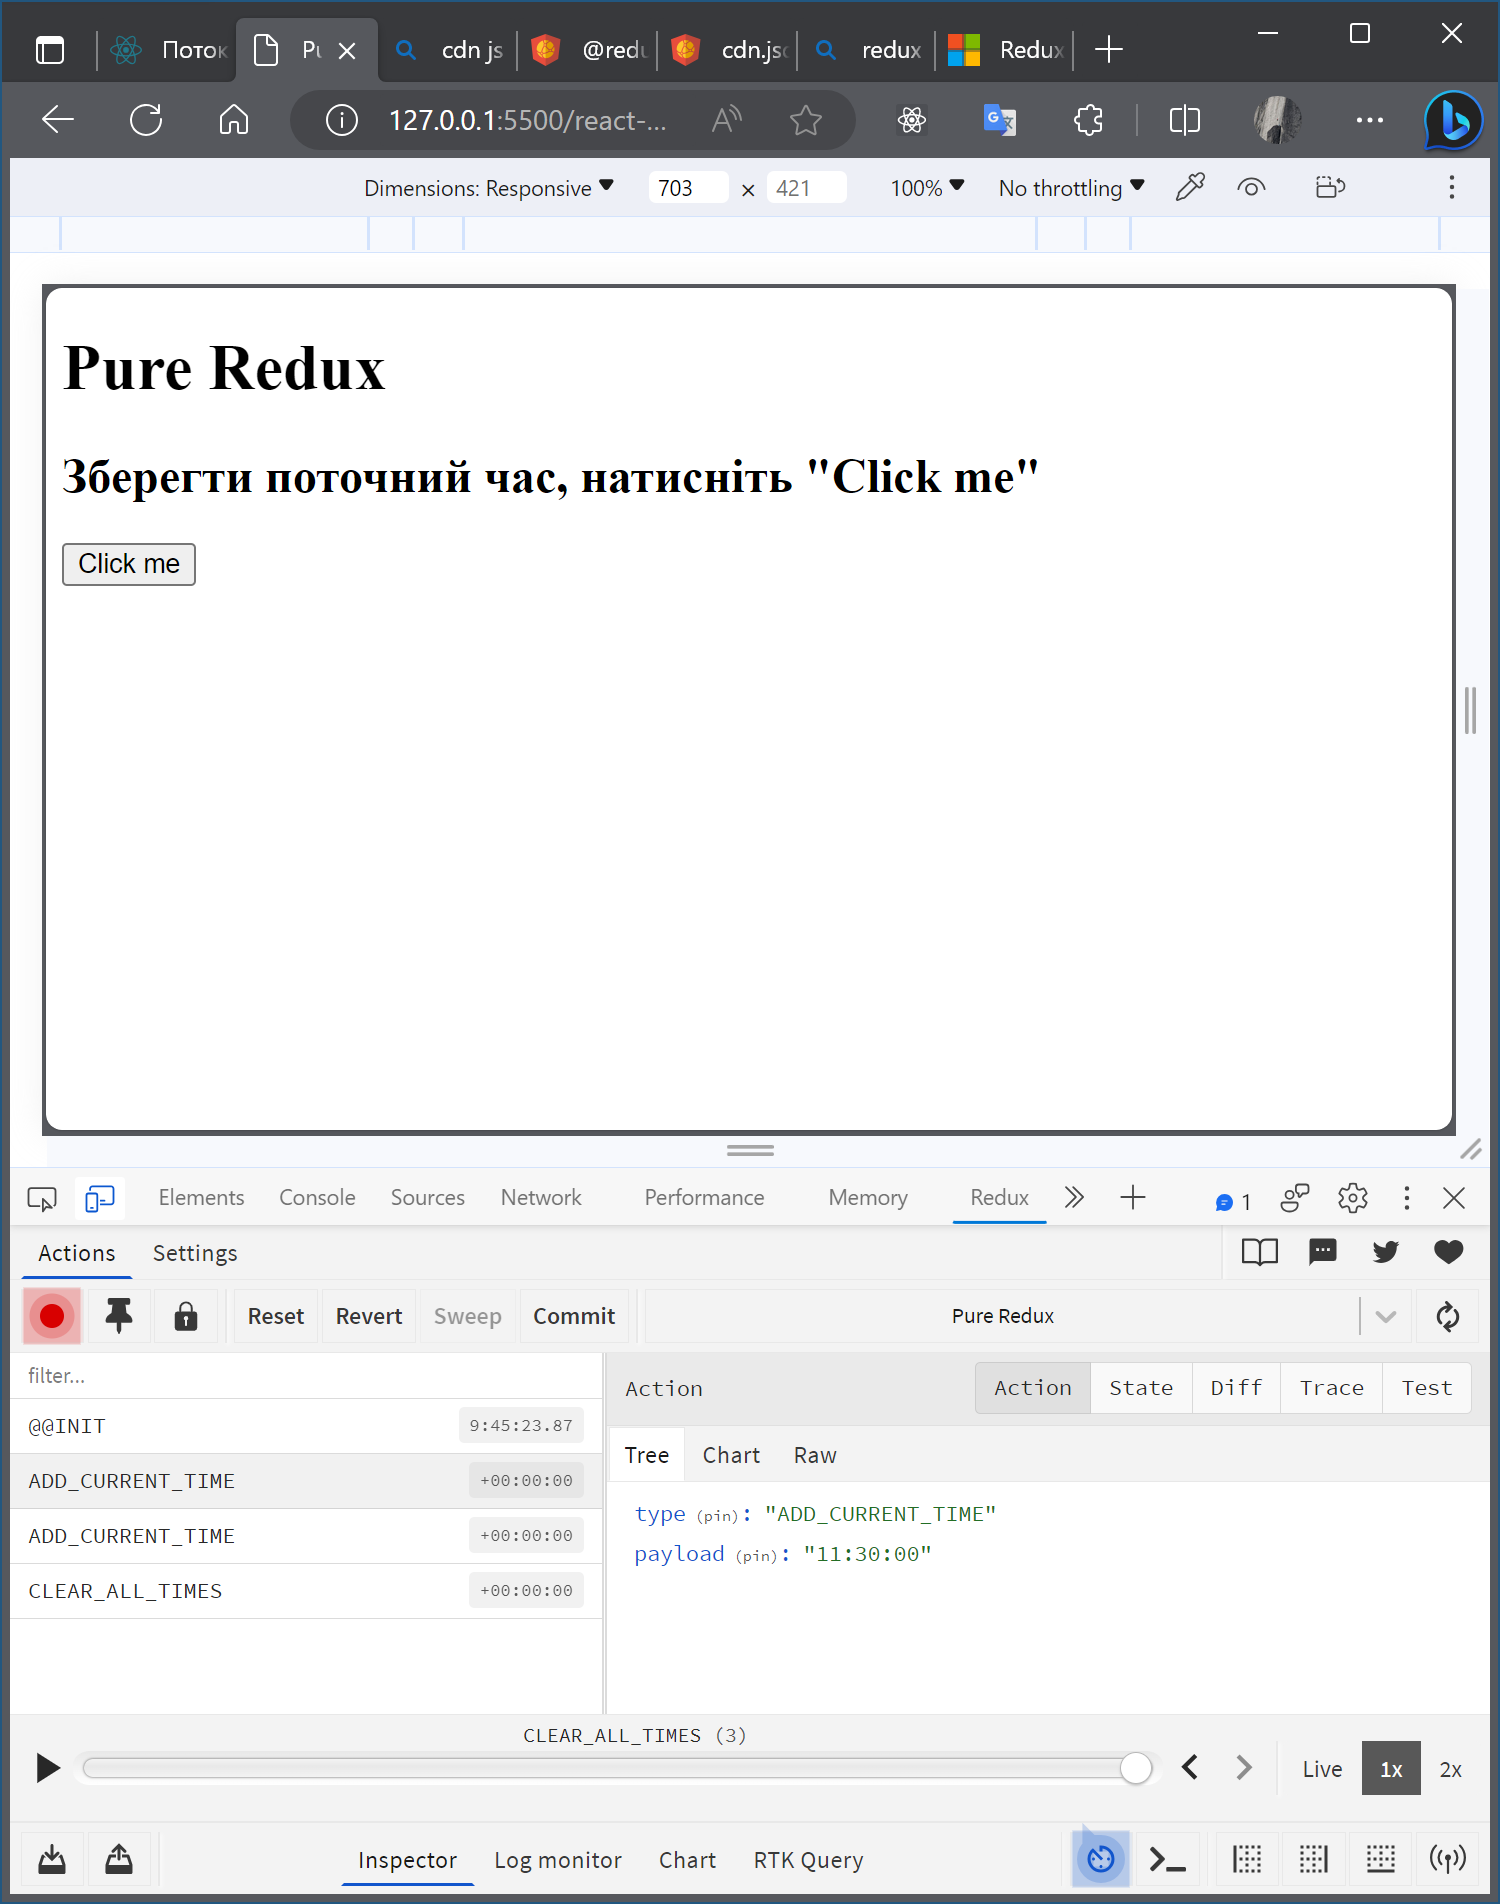 Поток
Pu
cdn js
@redu
cdn.jsd
redux
Redux
127.0.0.1:5500/react-...
Dimensions: Responsive 703 × 421 100% No throttling
Pure Redux
Зберегти поточний час, натисніть "Click me"
Click me
Elements Console Sources Network Performance Memory Redux 1
Actions Settings
Reset Revert Sweep Commit Pure Redux
filter...
@@INIT 9:45:23.87
ADD_CURRENT_TIME +00:00:00
ADD_CURRENT_TIME +00:00:00
CLEAR_ALL_TIMES +00:00:00
Action Action State Diff Trace Test
Tree Chart Raw
type (pin): "ADD_CURRENT_TIME"
payload (pin): "11:30:00"
CLEAR_ALL_TIMES (3)
Live 1x 2x
Inspector Log monitor Chart RTK Query